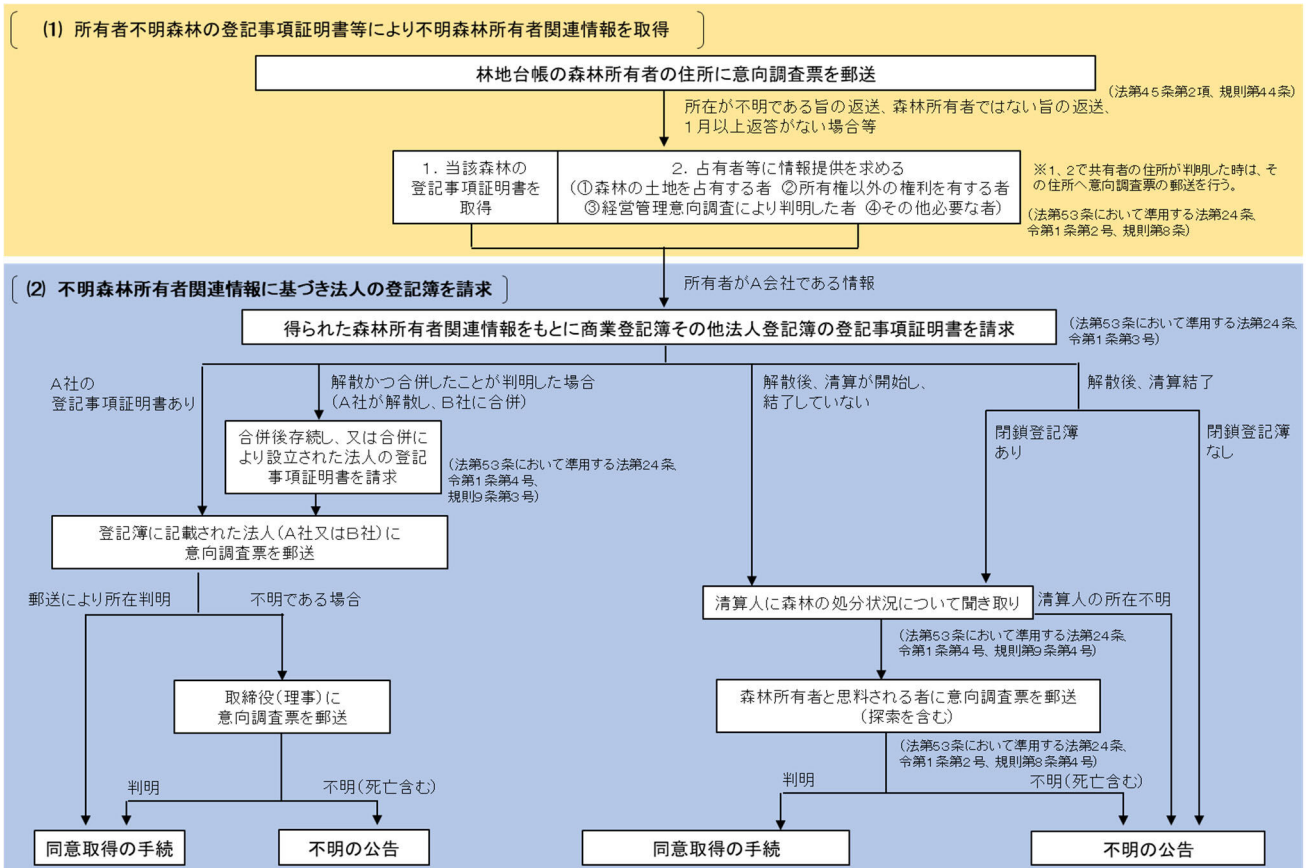 (1) 所有者不明森林の登記事項証明書等により不明森林所有者関連情報を取得
林地台帳の森林所有者の住所に意向調査票を郵送
(法第45条第2項、規則第44条)
所在が不明である旨の返送、森林所有者ではない旨の返送、
1月以上返答がない場合等
1. 当該森林の
登記事項証明書を
取得
2. 占有者等に情報提供を求める
(①森林の土地を占有する者 ②所有権以外の権利を有する者
③経営管理意向調査により判明した者 ④その他必要な者)
※1、2で共有者の住所が判明した時は、そ
の住所へ意向調査票の郵送を行う。
(法第53条において準用する法第24条、
令第1条第2号、規則第8条)
所有者がA会社である情報
(2) 不明森林所有者関連情報に基づき法人の登記簿を請求
得られた森林所有者関連情報をもとに商業登記簿その他法人登記簿の登記事項証明書を請求
(法第53条において準用する法第24条、
令第1条第3号)
A社の
登記事項証明書あり
解散かつ合併したことが判明した場合
(A社が解散し、B社に合併)
解散後、清算が開始し、
結了していない
解散後、清算結了
合併後存続し、又は合併に
より設立された法人の登記
事項証明書を請求
(法第53条において準用する法第24条、
令第1条第4号、
規則9条第3号)
閉鎖登記簿
あり
閉鎖登記簿
なし
登記簿に記載された法人(A社又はB社)に
意向調査票を郵送
郵送により所在判明
不明である場合
清算人に森林の処分状況について聞き取り
清算人の所在不明
(法第53条において準用する法第24条、
令第1条第4号、規則第9条第4号)
取締役(理事)に
意向調査票を郵送
森林所有者と思料される者に意向調査票を郵送
(探索を含む)
(法第53条において準用する法第24条、
令第1条第2号、規則第8条第4号)
判明
不明(死亡含む)
判明
不明(死亡含む)
同意取得の手続
不明の公告
同意取得の手続
不明の公告